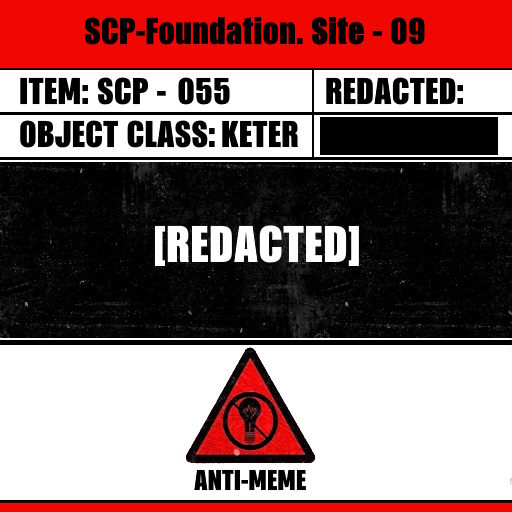 SCP-Foundation. Site - 09
ITEM: SCP - 055
REDACTED:
OBJECT CLASS: KETER
[REDACTED]
ANTI-MEME